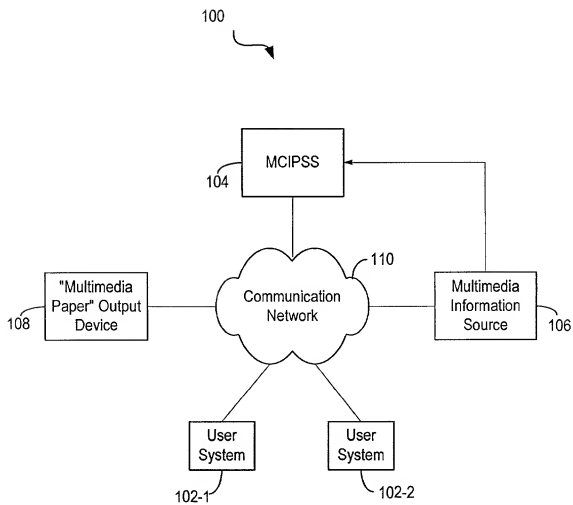 100
MCIPSS
104
110
"Multimedia
Paper" Output
Device
108
Communication
Network
Multimedia
Information
Source
106
User
System
102-1
User
System
102-2